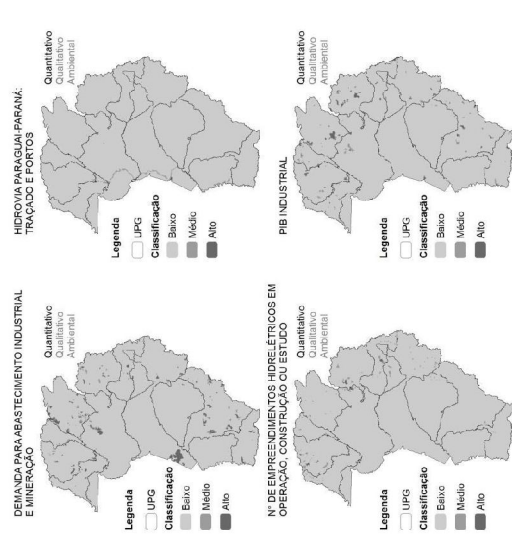 DEMANDA PARA ABASTECIMENTO INDUSTRIAL
E MINERAÇÃO
Quantitativo
Qualitativo
Ambiental
Legenda
UPG
Classificação
Baixo
Médio
Alto
HIDROVIA PARAGUAI-PARANÁ:
TRAÇADO E PORTOS
Quantitativo
Qualitativo
Ambiental
Legenda
UPG
Classificação
Baixo
Médio
Alto
N° DE EMPREENDIMENTOS HIDRELÉTRICOS EM
OPERAÇÃO, CONSTRUÇÃO OU ESTUDO
Quantitativo
Qualitativo
Ambiental
Legenda
UPG
Classificação
Baixo
Médio
Alto
PIB INDUSTRIAL
Quantitativo
Qualitativo
Ambiental
Legenda
UPG
Classificação
Baixo
Médio
Alto